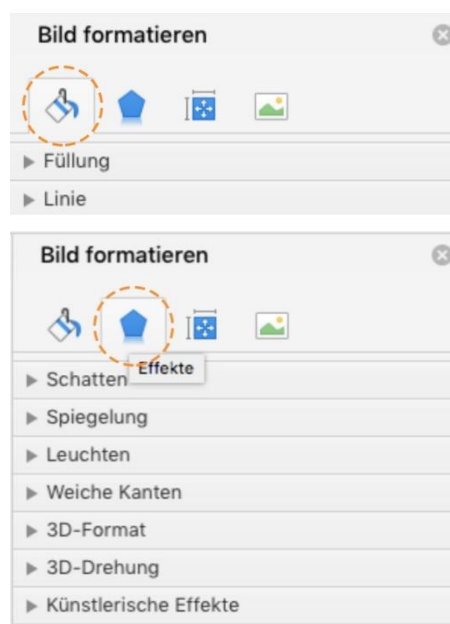 Bild formatieren
Füllung
Linie
Bild formatieren
Effekte
Schatten
Spiegelung
Leuchten
Weiche Kanten
3D-Format
3D-Drehung
Künstlerische Effekte